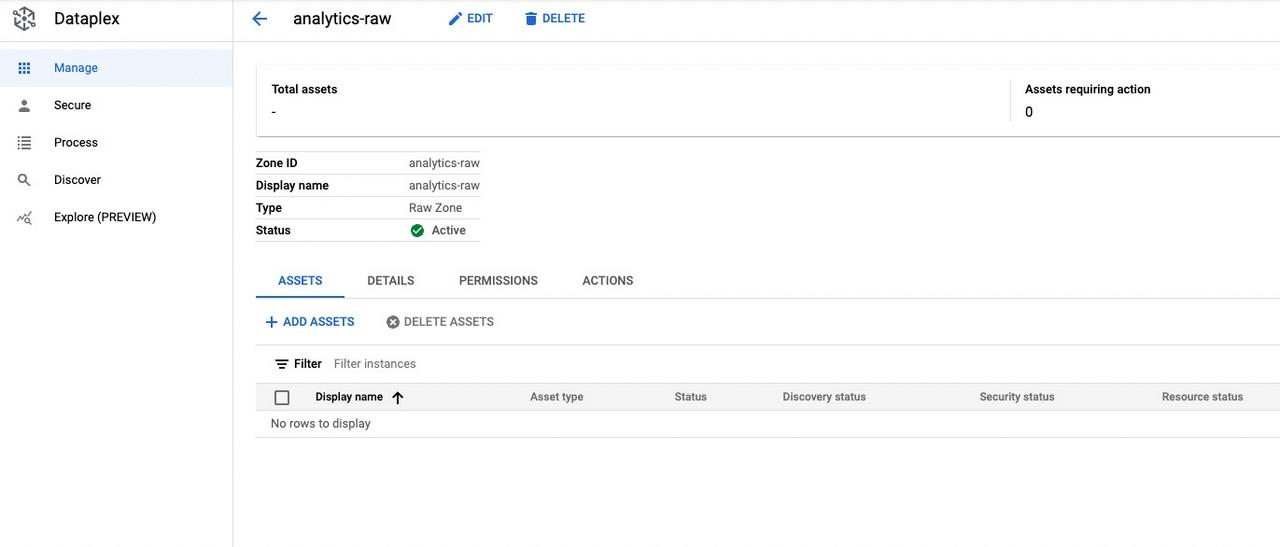 Dataplex
analytics-raw EDIT DELETE
Manage
Secure
Process
Discover
Explore (PREVIEW)
Total assets Assets requiring action
- 0
Zone ID analytics-raw
Display name analytics-raw
Type Raw Zone
Status Active
ASSETS DETAILS PERMISSIONS ACTIONS
+ ADD ASSETS DELETE ASSETS
Filter Filter instances
Display name Asset type Status Discovery status Security status Resource status
No rows to display